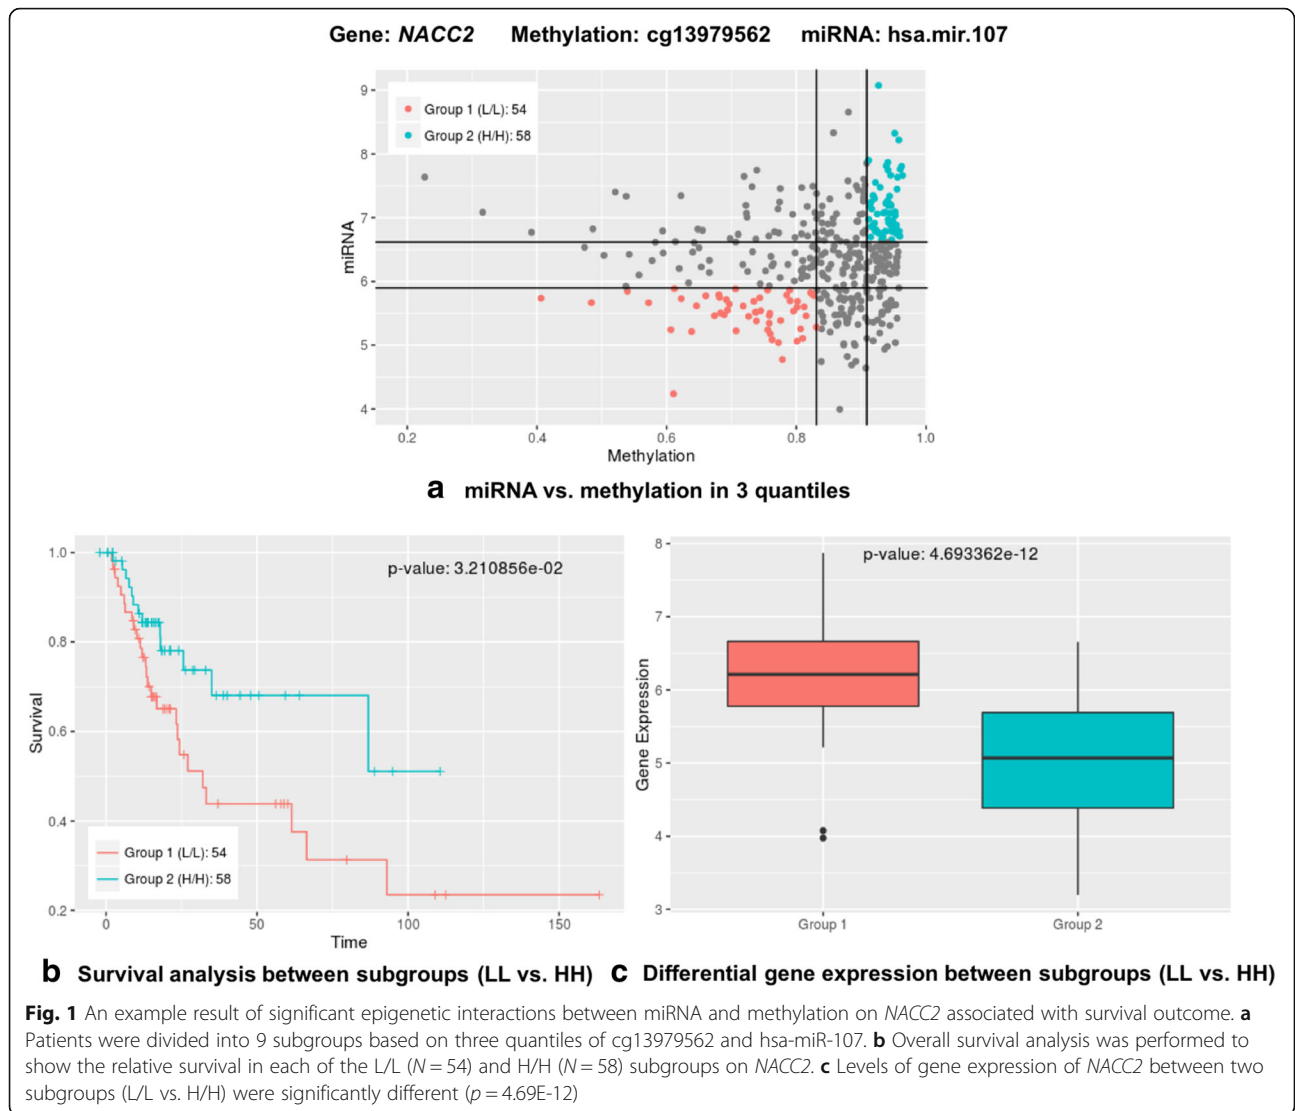 Gene: NACC2 Methylation: cg13979562 miRNA: hsa.mir.107
Group 1 (L/L): 54
Group 2 (H/H): 58
9
8
7
6
5
4
miRNA
0.2 0.4 0.6 0.8 1.0
Methylation
a miRNA vs. methylation in 3 quantiles
p-value: 3.210856e-02
1.0
0.8
0.6
0.4
0.2
Survival
Group 1 (L/L): 54
Group 2 (H/H): 58
0 50 100 150
Time
b Survival analysis between subgroups (LL vs. HH)
p-value: 4.693362e-12
8
7
6
5
4
3
Gene Expression
Group 1 Group 2
c Differential gene expression between subgroups (LL vs. HH)
Fig. 1 An example result of significant epigenetic interactions between miRNA and methylation on NACC2 associated with survival outcome. a
Patients were divided into 9 subgroups based on three quantiles of cg13979562 and hsa-miR-107. b Overall survival analysis was performed to
show the relative survival in each of the L/L (N = 54) and H/H (N = 58) subgroups on NACC2. c Levels of gene expression of NACC2 between two
subgroups (L/L vs. H/H) were significantly different (p = 4.69E-12)